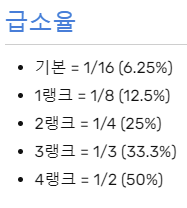 급소율
기본 = 1/16 (6.25%)
1랭크 = 1/8 (12.5%)
2랭크 = 1/4 (25%)
3랭크 = 1/3 (33.3%)
4랭크 = 1/2 (50%)